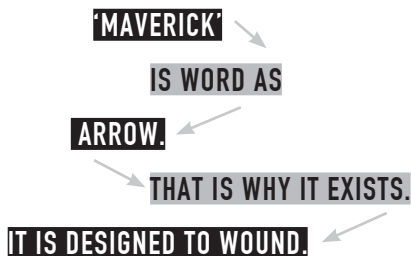 ‘MAVERICK’
IS WORD AS
ARROW.
THAT IS WHY IT EXISTS.
IT IS DESIGNED TO WOUND.